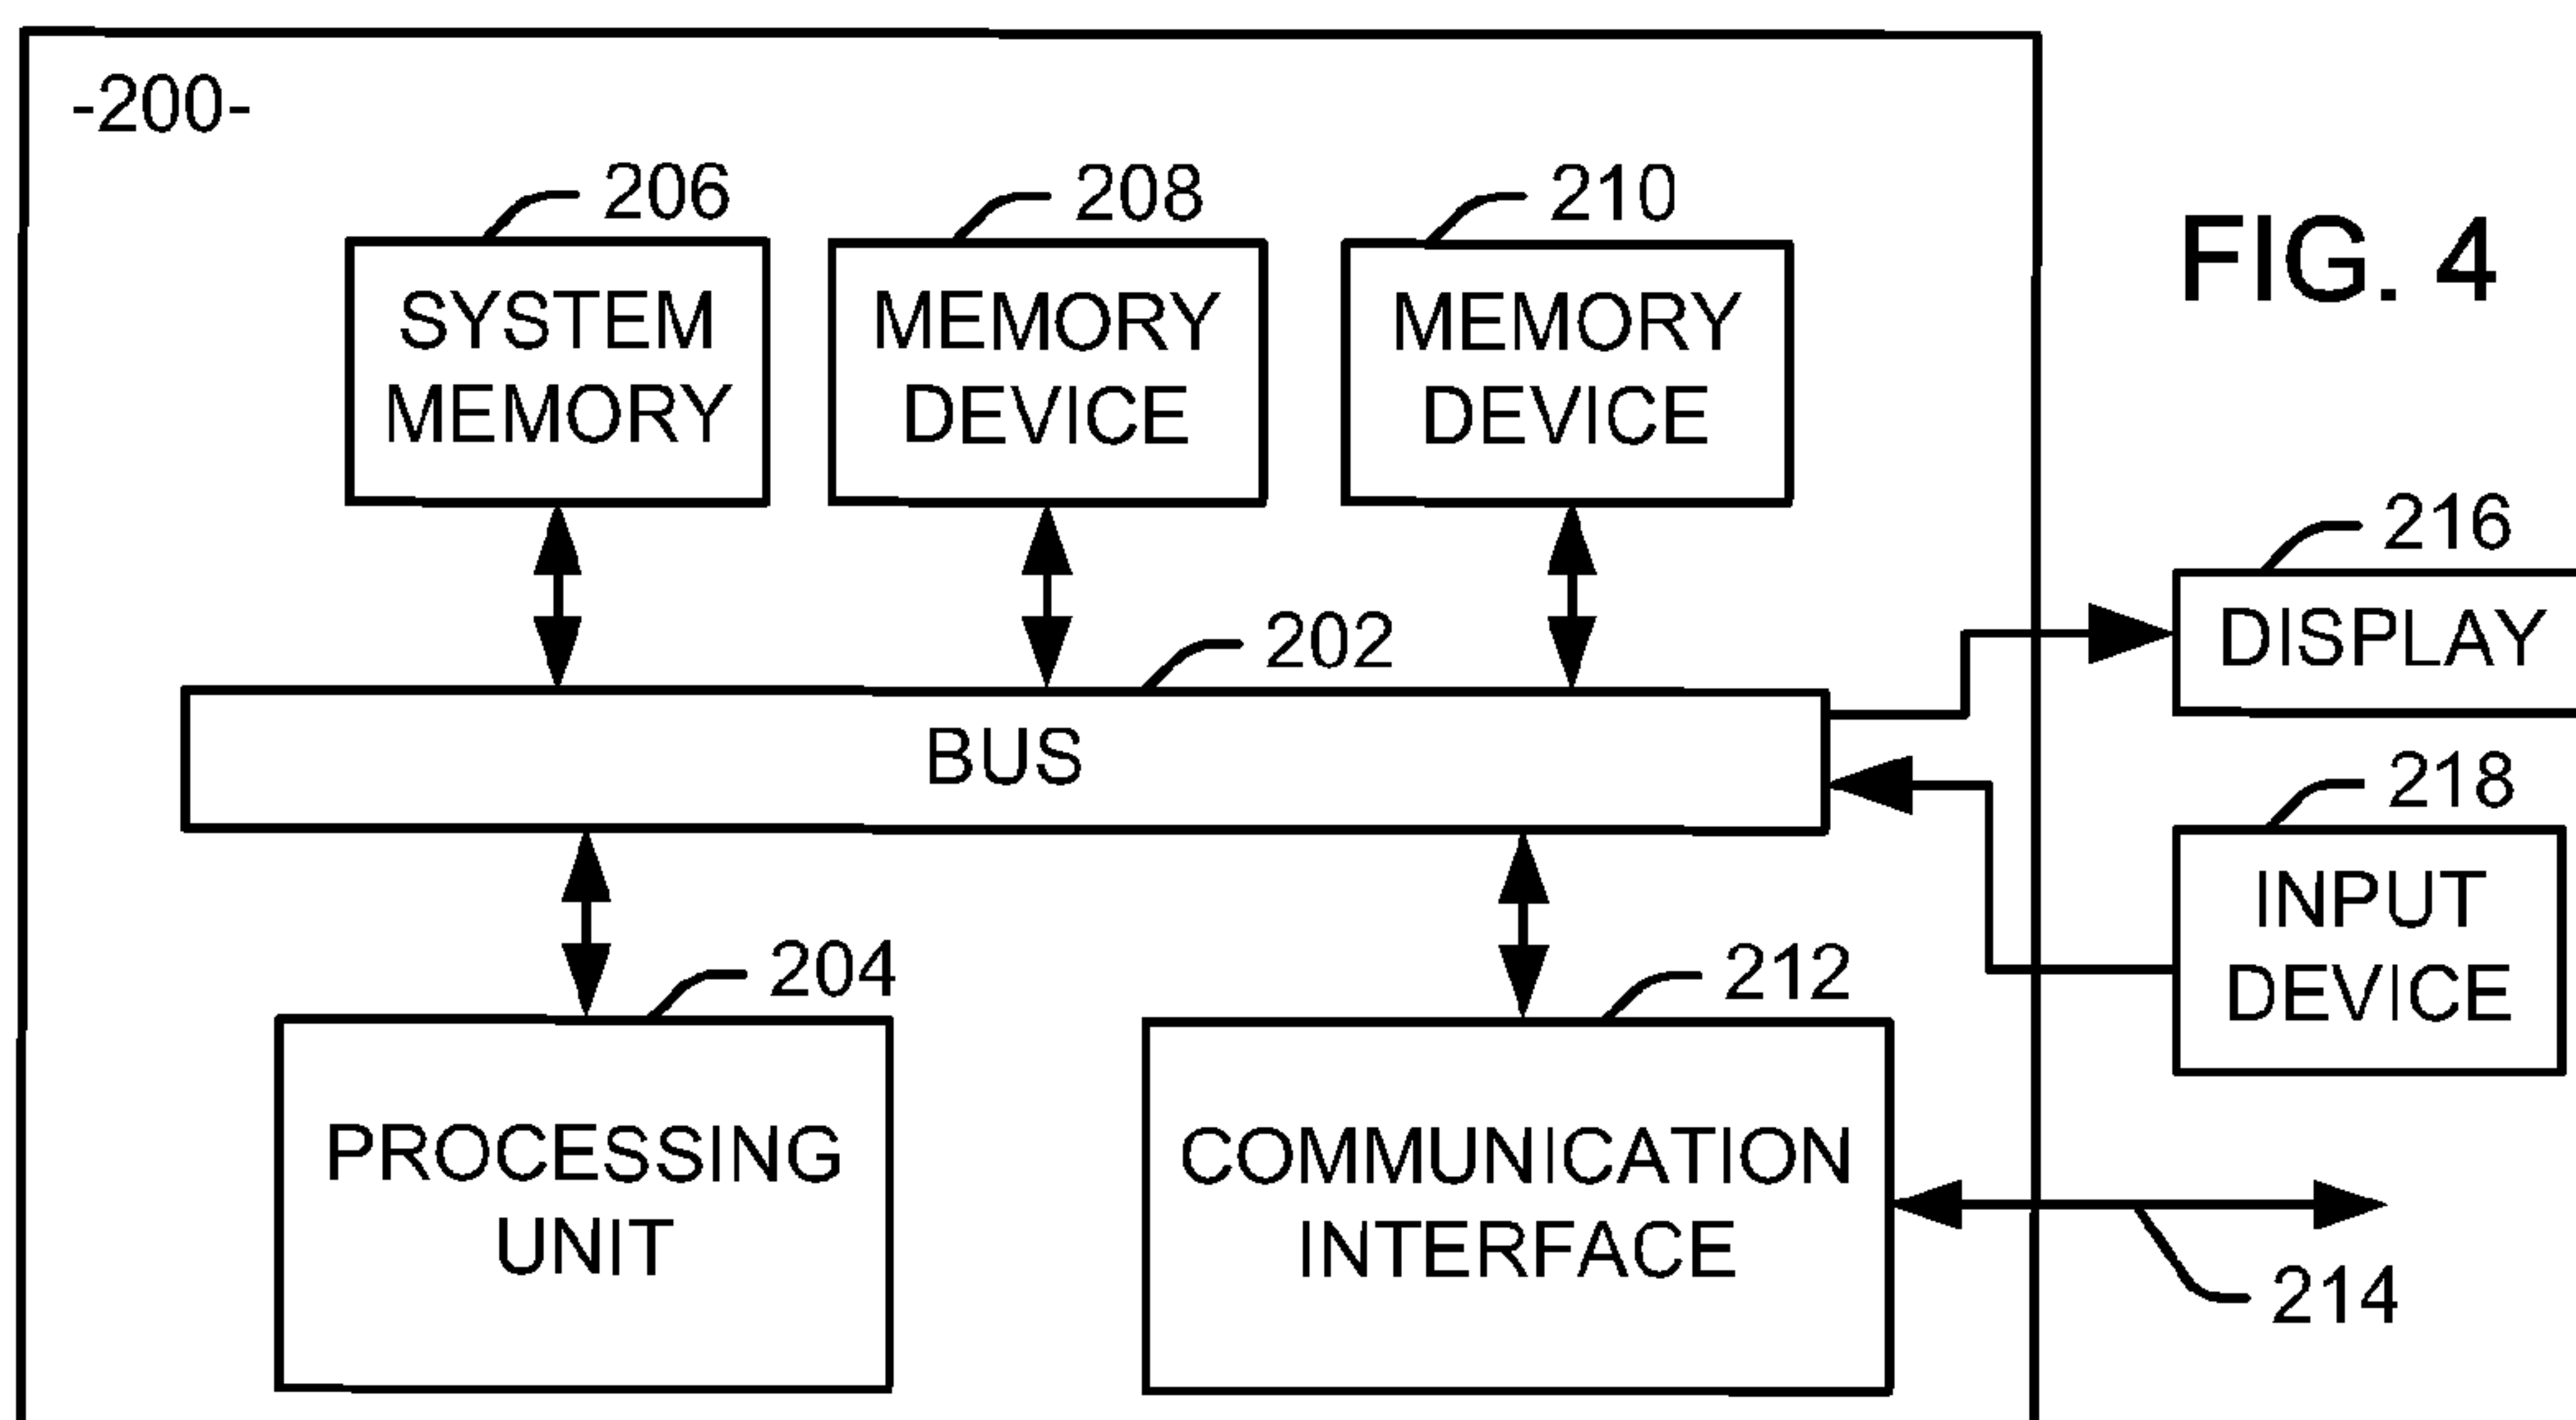 -200-
206
208
210
FIG. 4
SYSTEM
MEMORY
MEMORY
DEVICE
MEMORY
DEVICE
216
DISPLAY
202
BUS
218
INPUT
DEVICE
204
212
PROCESSING
UNIT
COMMUNICATION
INTERFACE
214